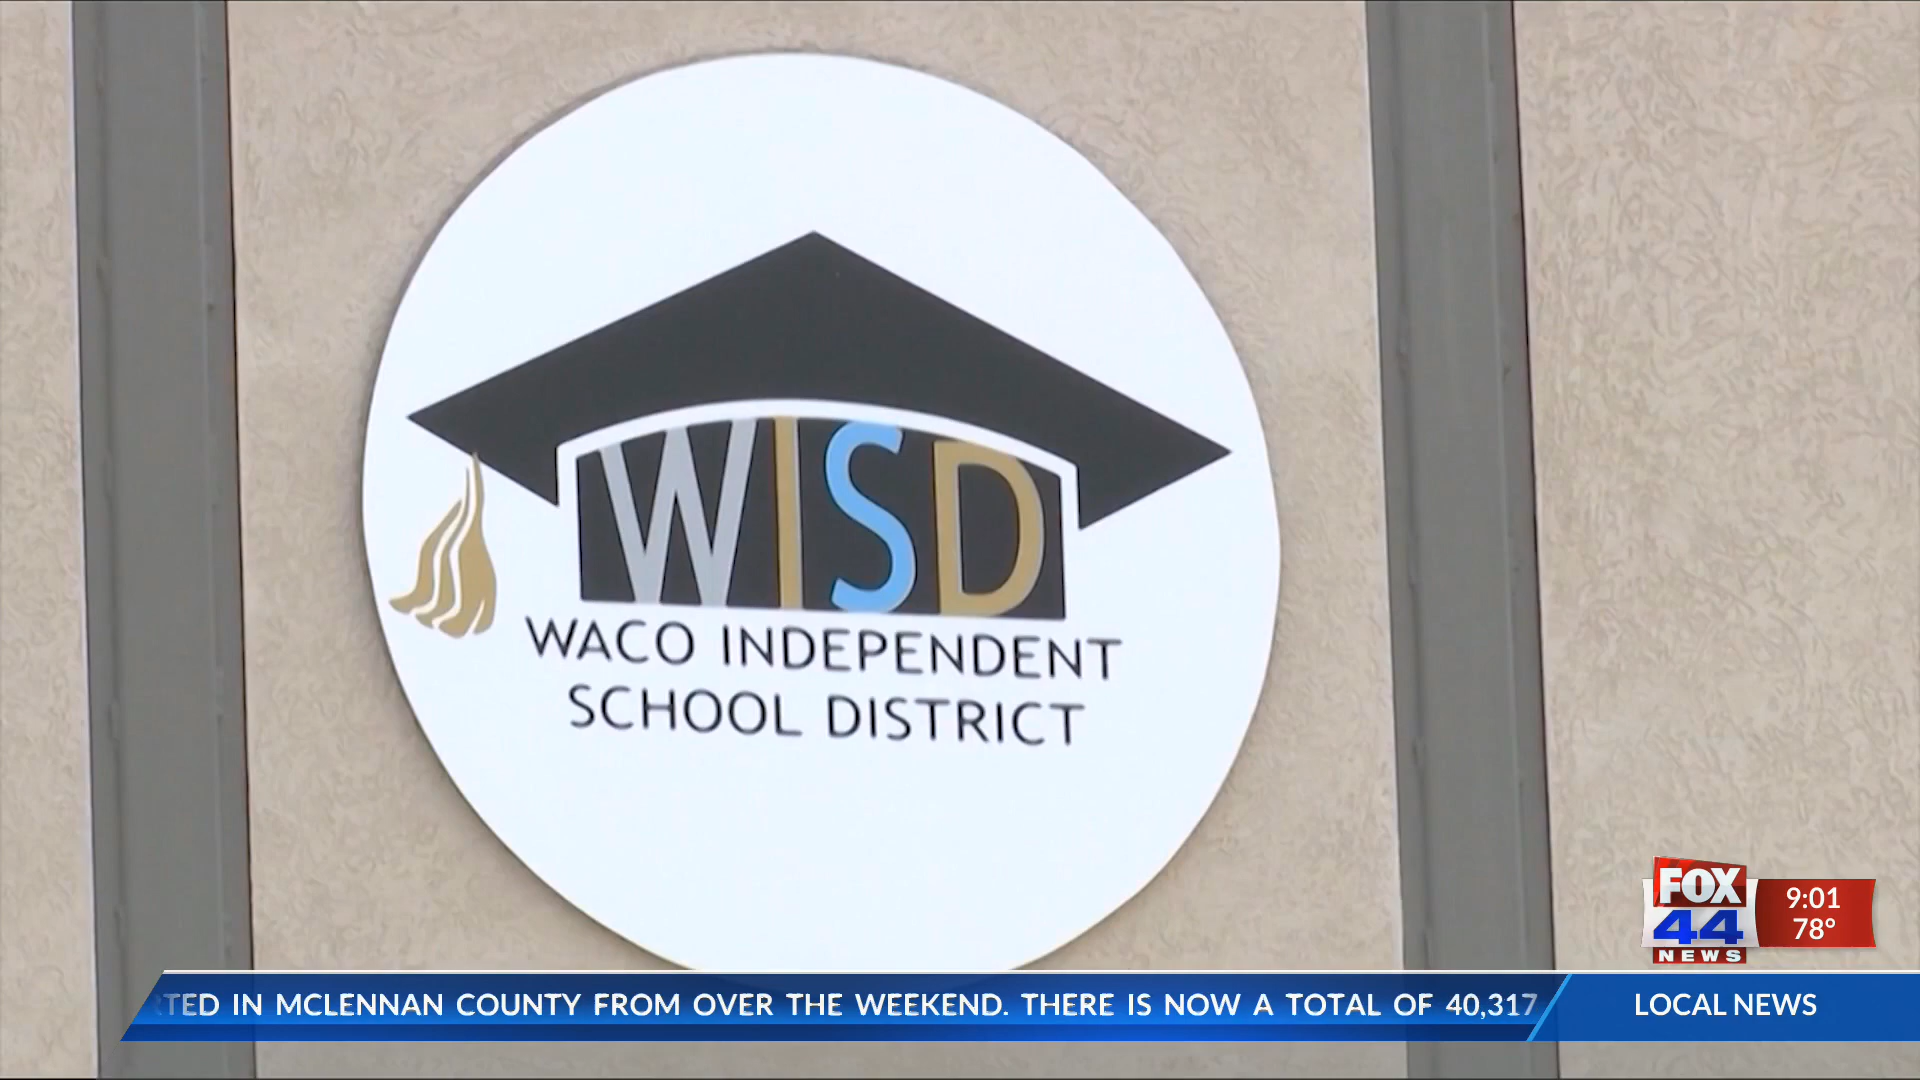 WISD
WACO INDEPENDENT
SCHOOL DISTRICT
FOX
44
NEWS
9:01
78°
IN MCLENNAN COUNTY FROM OVER THE WEEKEND. THERE IS NOW A TOTAL OF 40,317
LOCAL NEWS